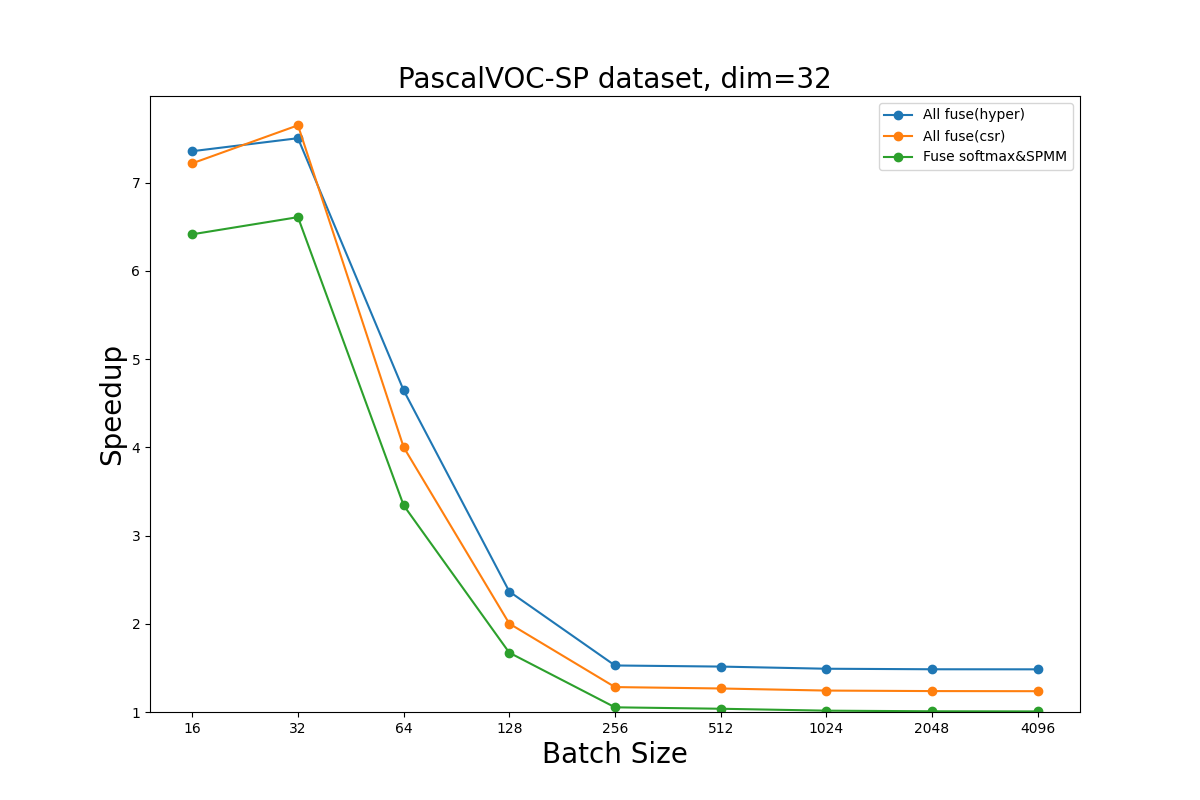 PascalVOC-SP dataset, dim=32
All fuse(hyper)
All fuse(csr)
Fuse softmax&SPMM
Speedup
7
6
5
4
3
2
1
16 32 64 128 256 512 1024 2048 4096
Batch Size